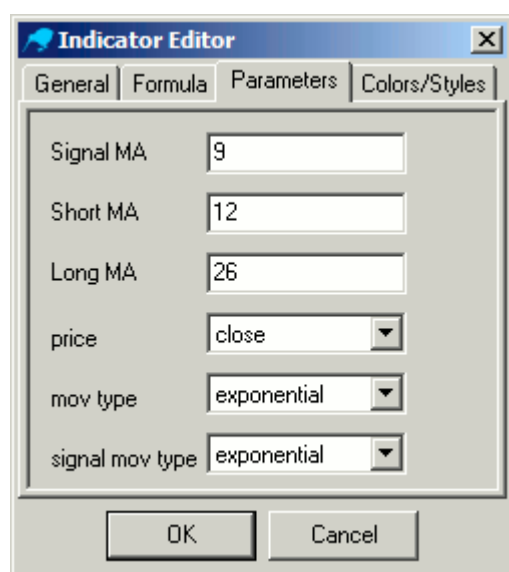 Indicator Editor
General Formula Parameters Colors/Styles
Signal MA 9
Short MA 12
Long MA 26
price close
mov type exponential
signal mov type exponential
OK Cancel